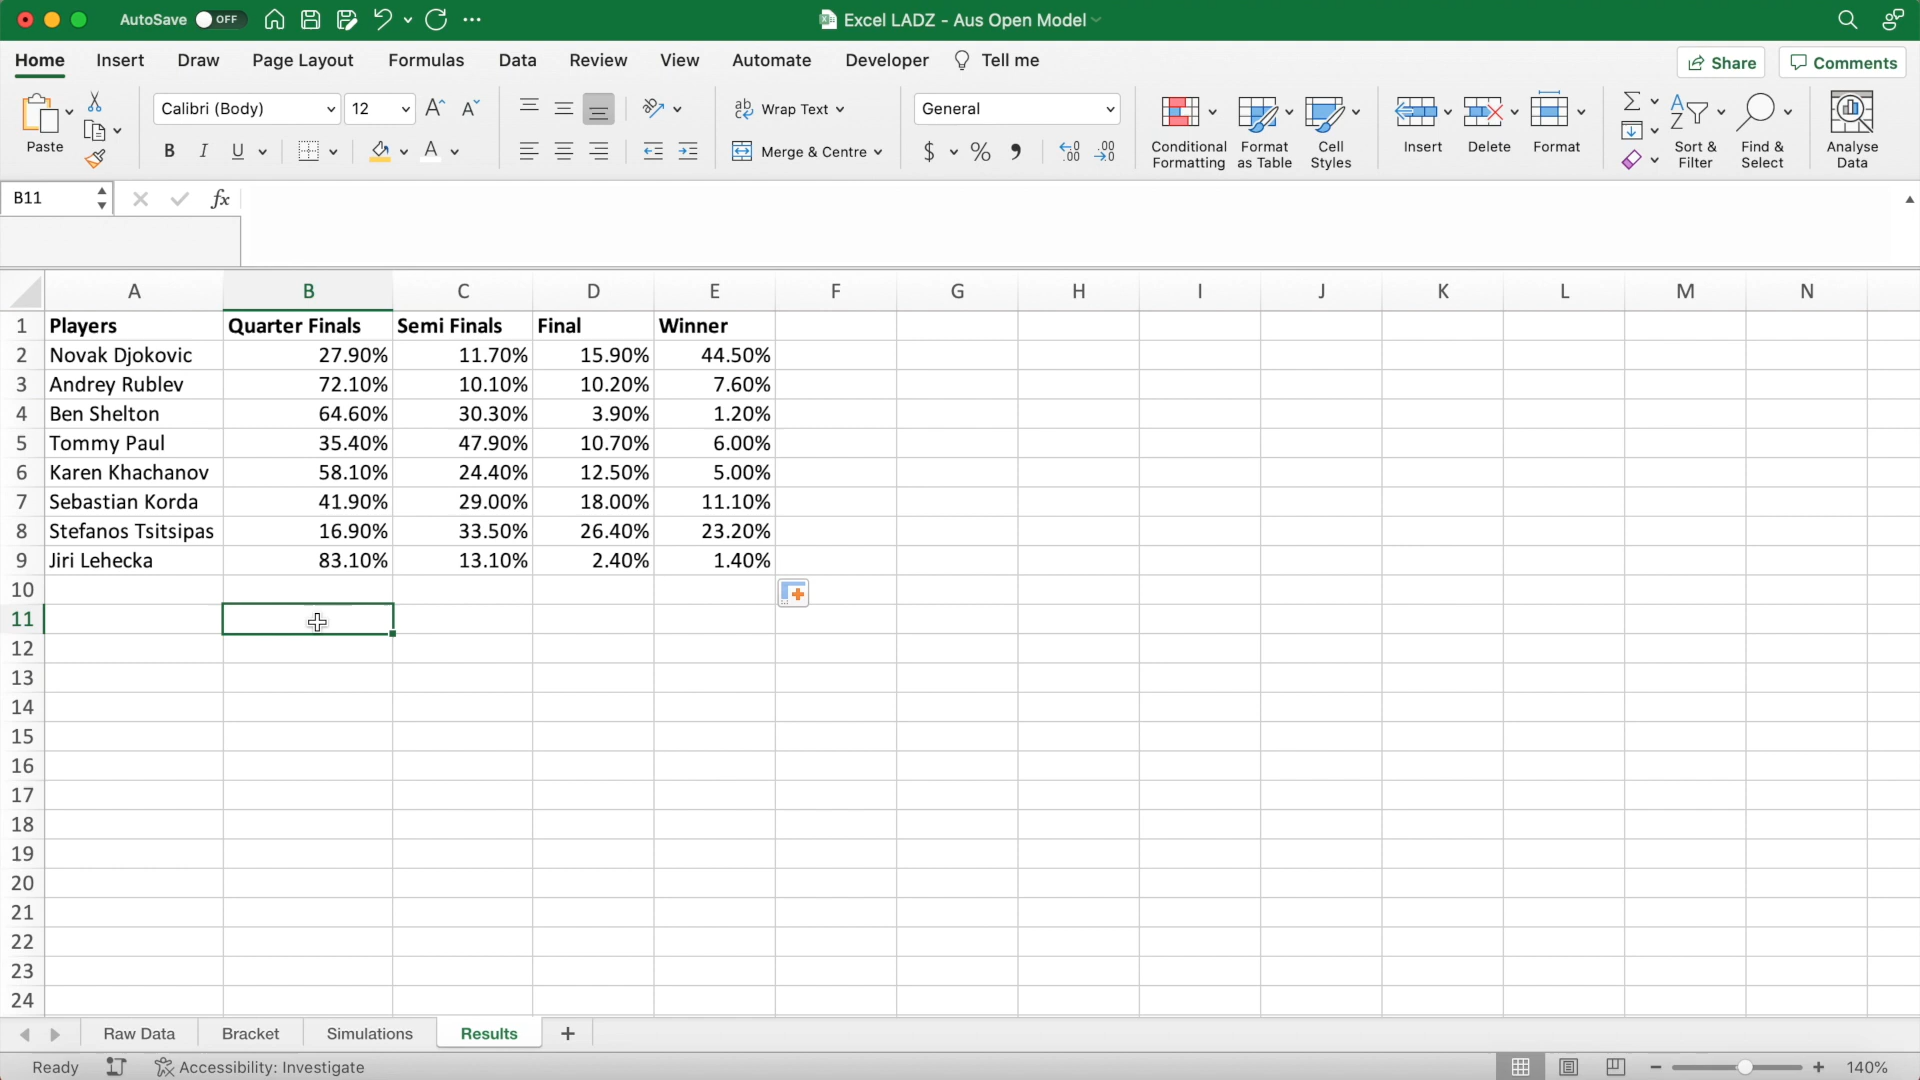 AutoSave OFF Excel LADZ - Aus Open Model
Home Insert Draw Page Layout Formulas Data Review View Automate Developer Tell me Share Comments
Calibri (Body) 12 Wrap Text General
Paste B I U Merge & Centre $ % Conditional Formatting Format as Table Cell Styles Insert Delete Format Sort & Filter Find & Select Analyse Data
B11 fx
A B C D E F G H I J K L M N
1 Players Quarter Finals Semi Finals Final Winner
2 Novak Djokovic 27.90% 11.70% 15.90% 44.50%
3 Andrey Rublev 72.10% 10.10% 10.20% 7.60%
4 Ben Shelton 64.60% 30.30% 3.90% 1.20%
5 Tommy Paul 35.40% 47.90% 10.70% 6.00%
6 Karen Khachanov 58.10% 24.40% 12.50% 5.00%
7 Sebastian Korda 41.90% 29.00% 18.00% 11.10%
8 Stefanos Tsitsipas 16.90% 33.50% 26.40% 23.20%
9 Jiri Lehecka 83.10% 13.10% 2.40% 1.40%
10
11
12
13
14
15
16
17
18
19
20
21
22
23
24
Raw Data Bracket Simulations Results
Ready Accessibility: Investigate 140%